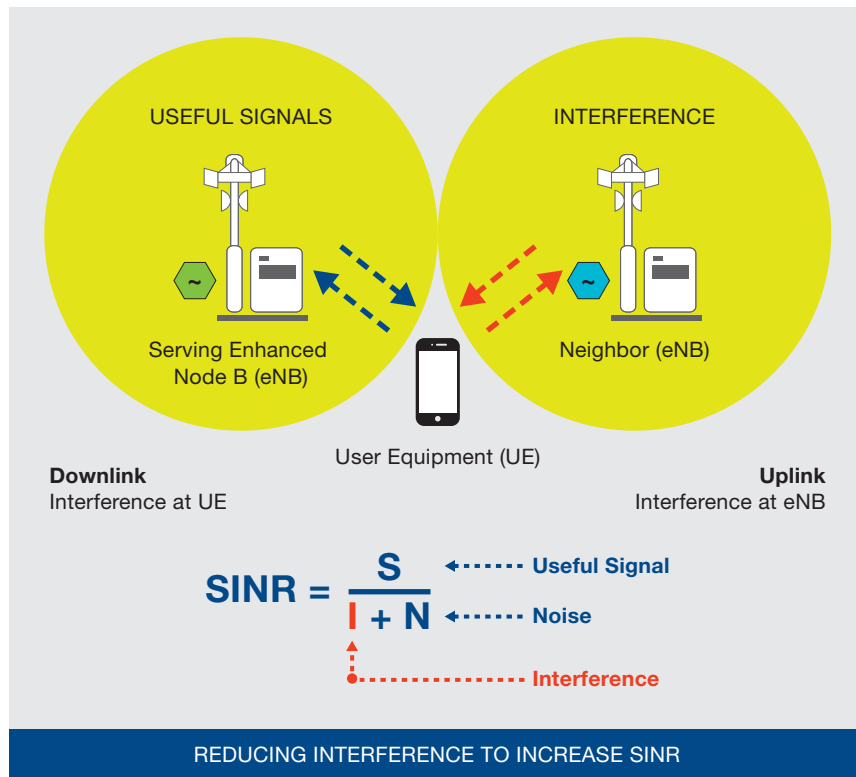 USEFUL SIGNALS
INTERFERENCE
~
~
Serving Enhanced
Node B (eNB)
Neighbor (eNB)
User Equipment (UE)
Downlink
Interference at UE
Uplink
Interference at eNB
SINR = S / I + N
Useful Signal
Noise
Interference
REDUCING INTERFERENCE TO INCREASE SINR